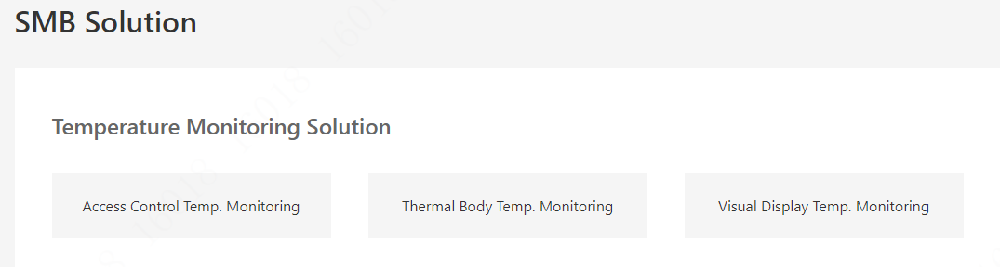 SMB Solution
Temperature Monitoring Solution
Access Control Temp. Monitoring
Thermal Body Temp. Monitoring
Visual Display Temp. Monitoring